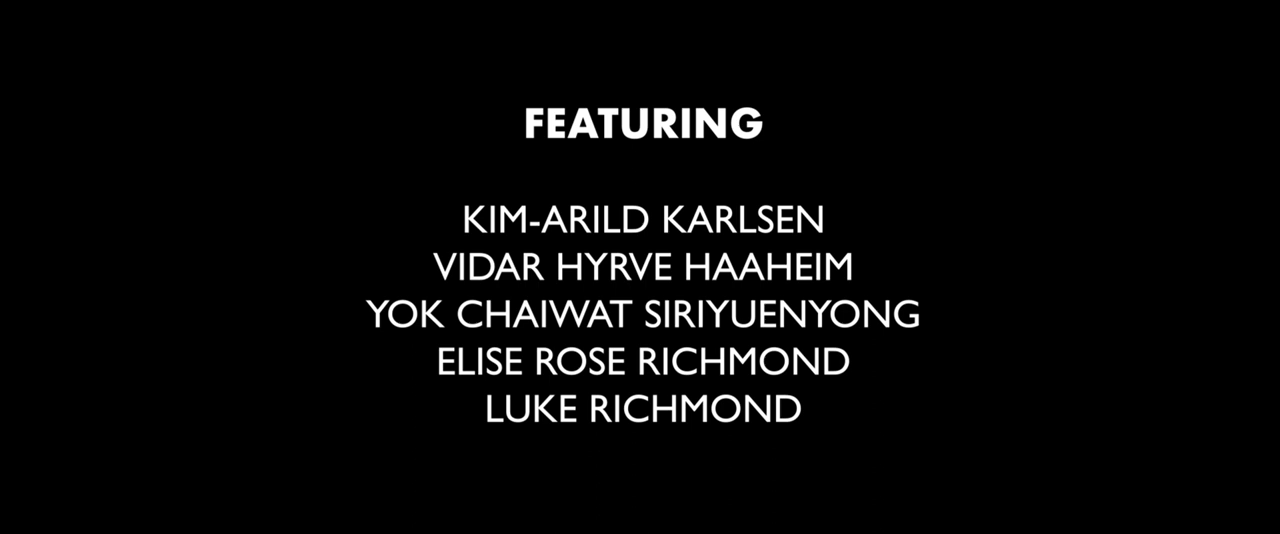 FEATURING
KIM-ARILD KARLSEN
VIDAR HYRVE HAAHEIM
YOK CHAIWAT SIRIYUENYONG
ELISE ROSE RICHMOND
LUKE RICHMOND